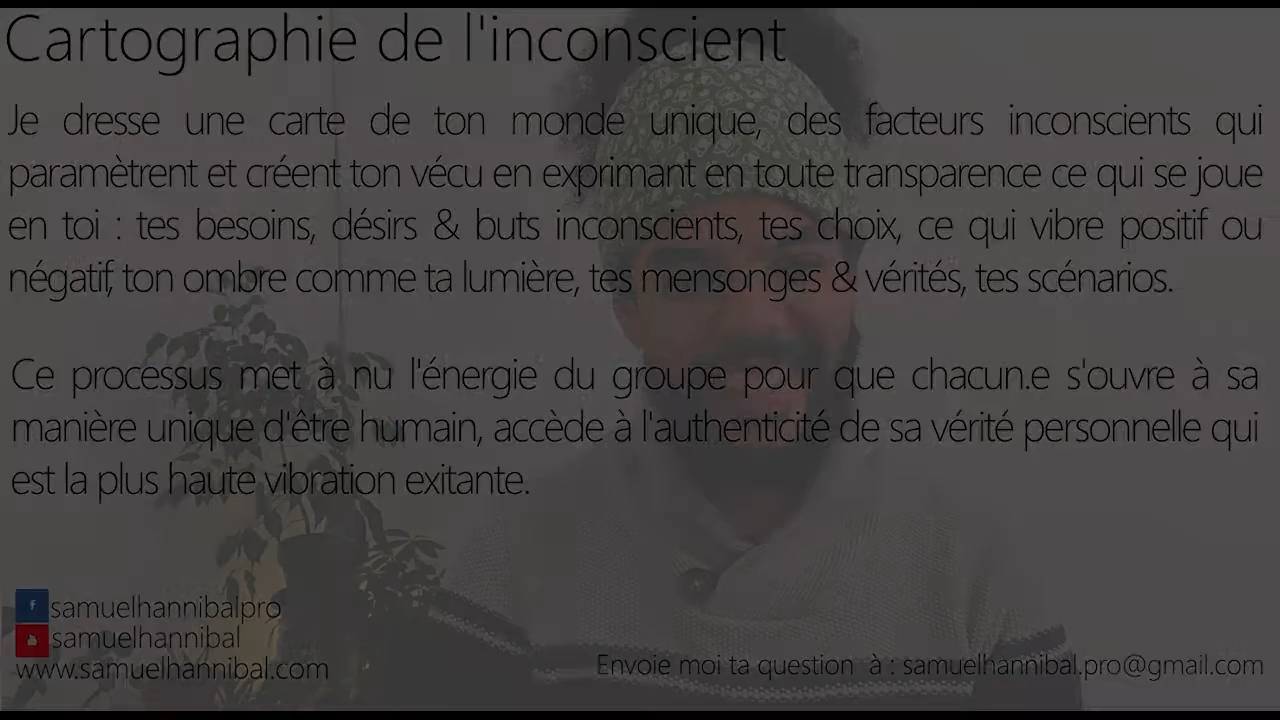 Cartographie de l'inconscient
Je dresse une carte de ton monde unique, des facteurs inconscients qui
paramètrent et créent ton vécu en exprimant en toute transparence ce qui se joue
en toi : tes besoins, désirs & buts inconscients, tes choix, ce qui vibre positif ou
négatif, ton ombre comme ta lumière, tes mensonges & vérités, tes scénarios.
Ce processus met à nu l'énergie du groupe pour que chacun.e s'ouvre à sa
manière unique d'être humain, accède à l'authenticité de sa vérité personnelle qui
est la plus haute vibration exitante.
samuelhannibalpro
samuelhannibal
www.samuelhannibal.com
Envoie moi ta question à : samuelhannibal.pro@gmail.com